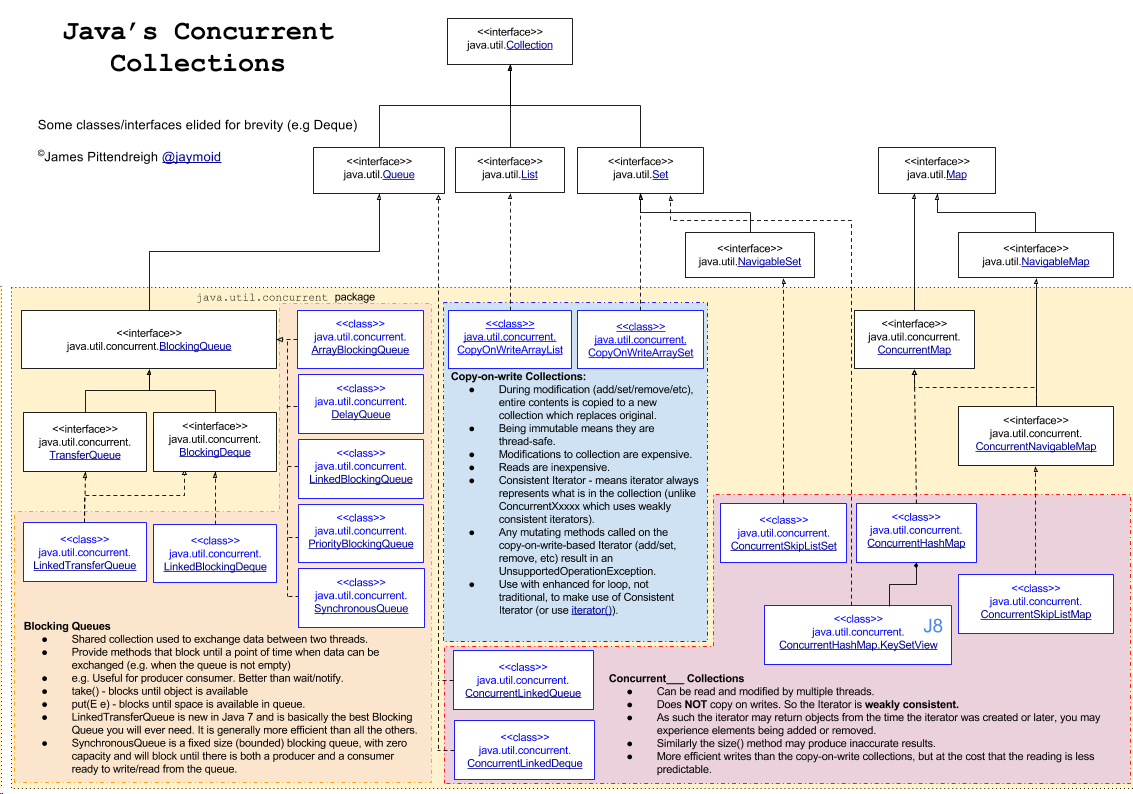 Java's Concurrent
Collections
Some classes/interfaces elided for brevity (e.g Deque)
©James Pittendreigh @jaymoid
<<interface>>
java.util.Collection
<<interface>>
java.util.Queue
<<interface>>
java.util.List
<<interface>>
java.util.Set
<<interface>>
java.util.Map
<<interface>>
java.util.NavigableSet
<<interface>>
java.util.NavigableMap
java.util.concurrent package
<<interface>>
java.util.concurrent.BlockingQueue
<<class>>
java.util.concurrent.
ArrayBlockingQueue
<<class>>
java.util.concurrent.
CopyOnWriteArrayList
<<class>>
java.util.concurrent.
CopyOnWriteArraySet
<<interface>>
java.util.concurrent.
ConcurrentMap
<<class>>
java.util.concurrent.
DelayQueue
<<interface>>
java.util.concurrent.
TransferQueue
<<interface>>
java.util.concurrent.
BlockingDeque
<<class>>
java.util.concurrent.
LinkedBlockingQueue
<<interface>>
java.util.concurrent.
ConcurrentNavigableMap
<<class>>
java.util.concurrent.
PriorityBlockingQueue
<<class>>
java.util.concurrent.
LinkedTransferQueue
<<class>>
java.util.concurrent.
LinkedBlockingDeque
<<class>>
java.util.concurrent.
SynchronousQueue
Copy-on-write Collections:
● During modification (add/set/remove/etc),
entire contents is copied to a new
collection which replaces original.
● Being immutable means they are
thread-safe.
● Modifications to collection are expensive.
● Reads are inexpensive.
● Consistent Iterator - means iterator always
represents what is in the collection (unlike
ConcurrentXxxxx which uses weakly
consistent iterators).
● Any mutating methods called on the
copy-on-write-based Iterator (add/set,
remove, etc) result in an
UnsupportedOperationException.
● Use with enhanced for loop, not
traditional, to make use of Consistent
Iterator (or use iterator()).
<<class>>
java.util.concurrent.
ConcurrentSkipListSet
<<class>>
java.util.concurrent.
ConcurrentHashMap
<<class>>
java.util.concurrent.
ConcurrentSkipListMap
<<class>>
java.util.concurrent.
ConcurrentHashMap.KeySetView
J8
Blocking Queues
● Shared collection used to exchange data between two threads.
● Provide methods that block until a point of time when data can be
exchanged (e.g. when the queue is not empty)
● e.g. Useful for producer consumer. Better than wait/notify.
● take() - blocks until object is available
● put(E e) - blocks until space is available in queue.
● LinkedTransferQueue is new in Java 7 and is basically the best Blocking
Queue you will ever need. It is generally more efficient than all the others.
● SynchronousQueue is a fixed size (bounded) blocking queue, with zero
capacity and will block until there is both a producer and a consumer
ready to write/read from the queue.
<<class>>
java.util.concurrent.
ConcurrentLinkedQueue
<<class>>
java.util.concurrent.
ConcurrentLinkedDeque
Concurrent___ Collections
● Can be read and modified by multiple threads.
● Does NOT copy on writes. So the Iterator is weakly consistent.
● As such the iterator may return objects from the time the iterator was created or later, you may
experience elements being added or removed.
● Similarly the size() method may produce inaccurate results.
● More efficient writes than the copy-on-write collections, but at the cost that the reading is less
predictable.